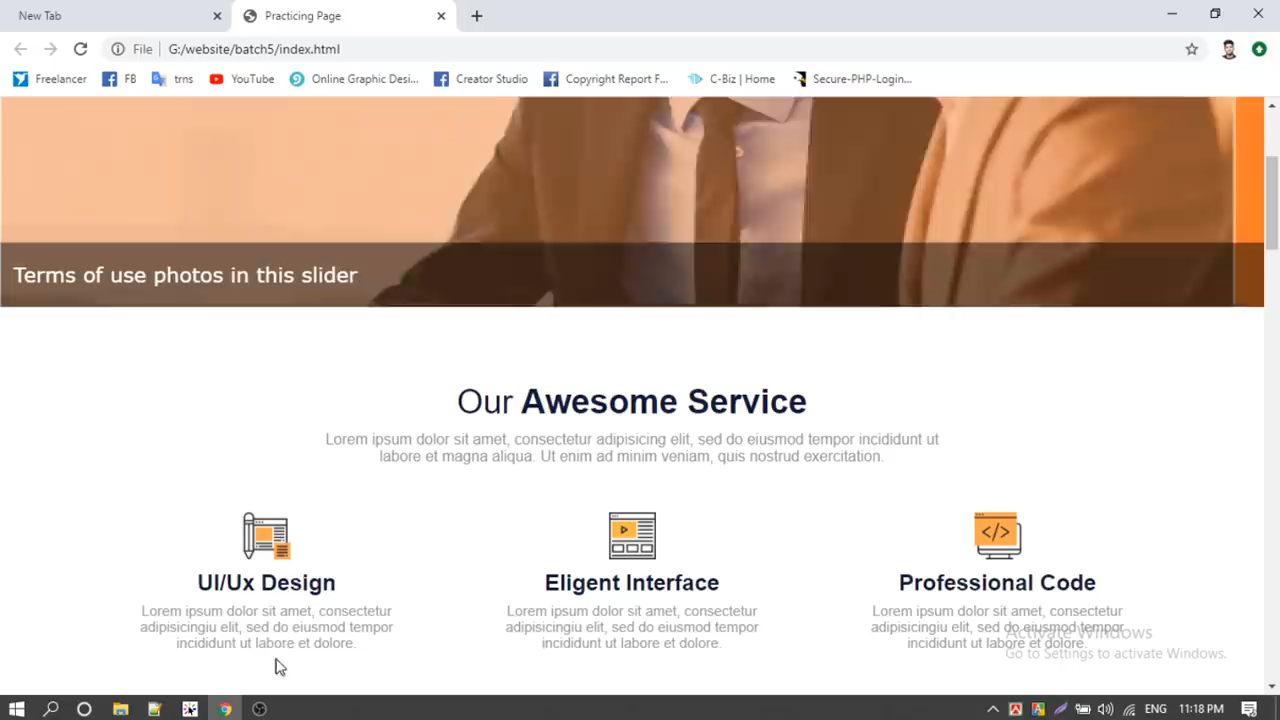 New Tab
Practicing Page
File
G:/website/batch5/index.html
Freelancer
FB
trns
YouTube
Online Graphic Desi...
Creator Studio
Copyright Report F...
C-Biz | Home
Secure-PHP-Login...
Terms of use photos in this slider
Our Awesome Service
Lorem ipsum dolor sit amet, consectetur adipisicing elit, sed do eiusmod tempor incididunt ut
labore et magna aliqua. Ut enim ad minim veniam, quis nostrud exercitation.
UI/Ux Design
Lorem ipsum dolor sit amet, consectetur
adipisicingiu elit, sed do eiusmod tempor
incididunt ut labore et dolore.
Eligent Interface
Lorem ipsum dolor sit amet, consectetur
adipisicingiu elit, sed do eiusmod tempor
incididunt ut labore et dolore.
Professional Code
Lorem ipsum dolor sit amet, consectetur
adipisicingiu elit, sed do eiusmod tempor
incididunt ut labore et dolore.
Activate Windows
Go to Settings to activate Windows.
ENG
11:18 PM